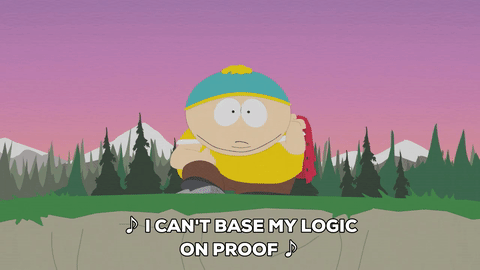 ♪ I CAN'T BASE MY LOGIC
ON PROOF ♪